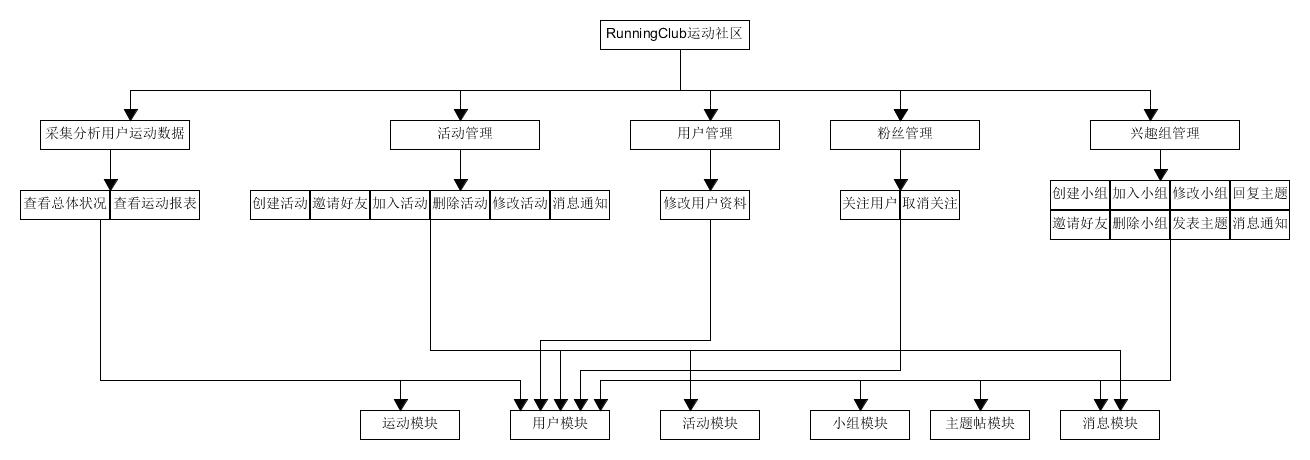 RunningClub运动社区
采集分析用户运动数据
活动管理
用户管理
粉丝管理
兴趣组管理
查看总体状况
查看运动报表
创建活动
邀请好友
加入活动
删除活动
修改活动
消息通知
修改用户资料
关注用户
取消关注
创建小组
加入小组
修改小组
回复主题
邀请好友
删除小组
发表主题
消息通知
运动模块
用户模块
活动模块
小组模块
主题帖模块
消息模块